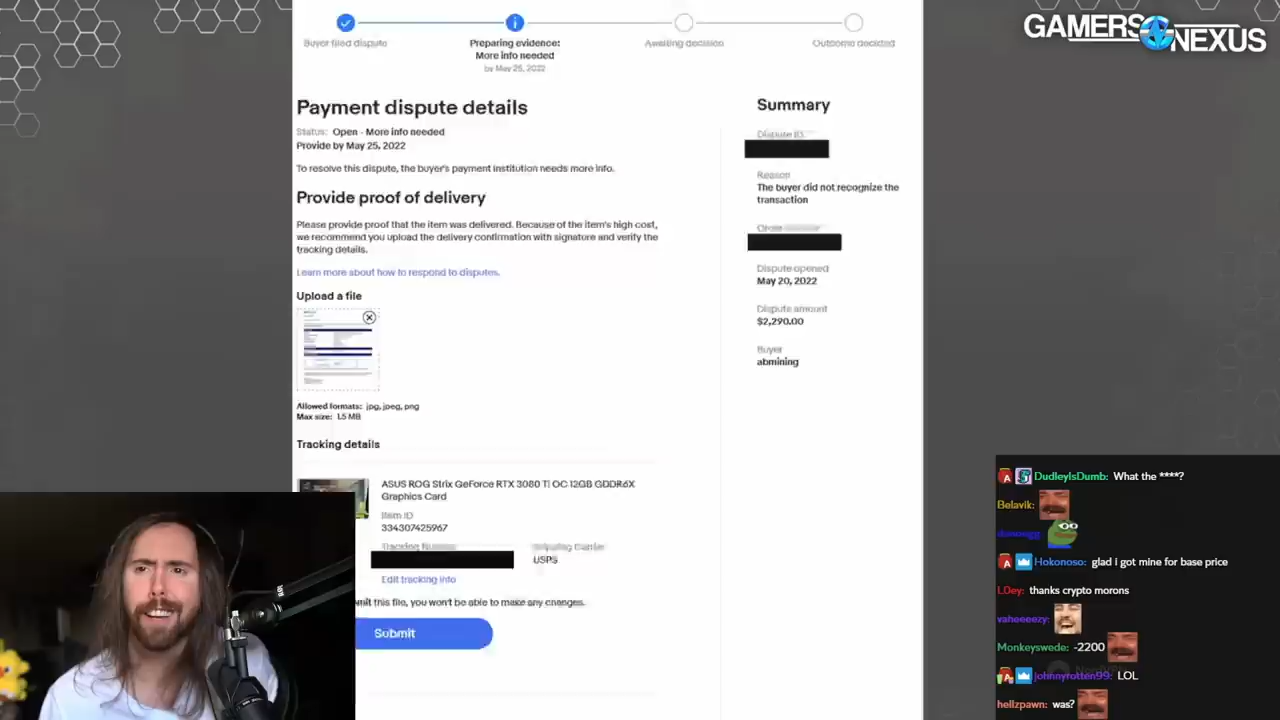 GAMERS NEXUS
Buyer filed dispute
Preparing evidence:
More info needed
by May 25, 2022
Awaiting decision
Outcome decided
Payment dispute details
Status: Open - More info needed
Provide by May 25, 2022
To resolve this dispute, the buyer's payment institution needs more info.
Provide proof of delivery
Please provide proof that the item was delivered. Because of the item's high cost,
we recommend you upload the delivery confirmation with signature and verify the
tracking details.
Learn more about how to respond to disputes.
Upload a file
Allowed formats: jpg, jpeg, png
Max size: 1.5 MB
Tracking details
ASUS ROG Strix GeForce RTX 3080 Ti OC 12GB GDDR6X
Graphics Card
Item ID
334307425967
Tracking Number
Shipping Carrier
USPS
Edit tracking info
this file, you won't be able to make any changes.
Submit
Summary
Dispute ID
Reason
The buyer did not recognize the
transaction
Order
Dispute opened
May 20, 2022
Dispute amount
$2,290.00
Buyer
abmining
DudleyIsDumb: What the ****?
Belavik:
Hokonoso: glad i got mine for base price
LDey: thanks crypto morons
vaheeeezy:
Monkeyswede: -2200
johnnyrotten99: LOL
hellzpawn: was?